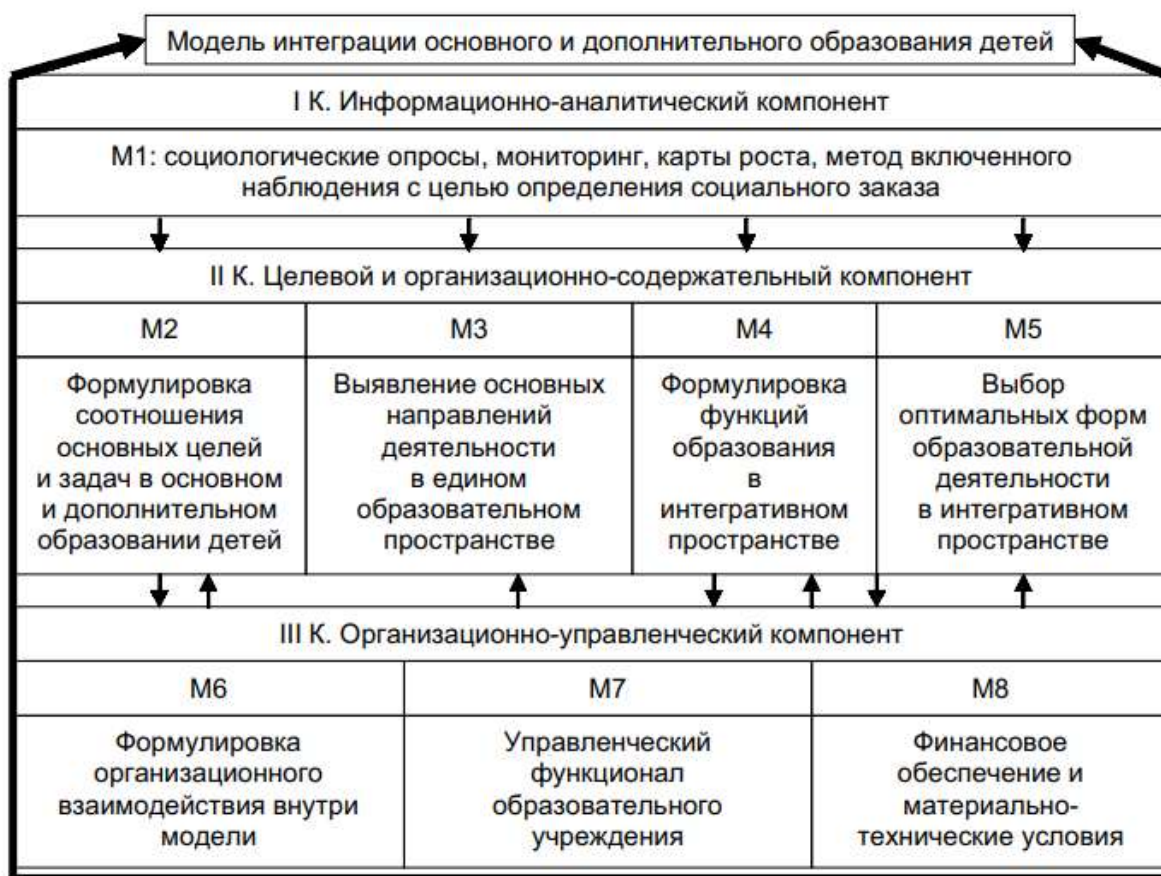 Модель интеграции основного и дополнительного образования детей
I К. Информационно-аналитический компонент
М1: социологические опросы, мониторинг, карты роста, метод включенного
наблюдения с целью определения социального заказа
II К. Целевой и организационно-содержательный компонент
М2
Формулировка
соотношения
основных целей
и задач в основном
и дополнительном
образовании детей
М3
Выявление основных
направлений
деятельности
в едином
образовательном
пространстве
М4
Формулировка
функций
образования
в
интегративном
пространстве
М5
Выбор
оптимальных форм
образовательной
деятельности
в интегративном
пространстве
III К. Организационно-управленческий компонент
М6
Формулировка
организационного
взаимодействия внутри
модели
М7
Управленческий
функционал
образовательного
учреждения
М8
Финансовое
обеспечение и
материально-
технические условия